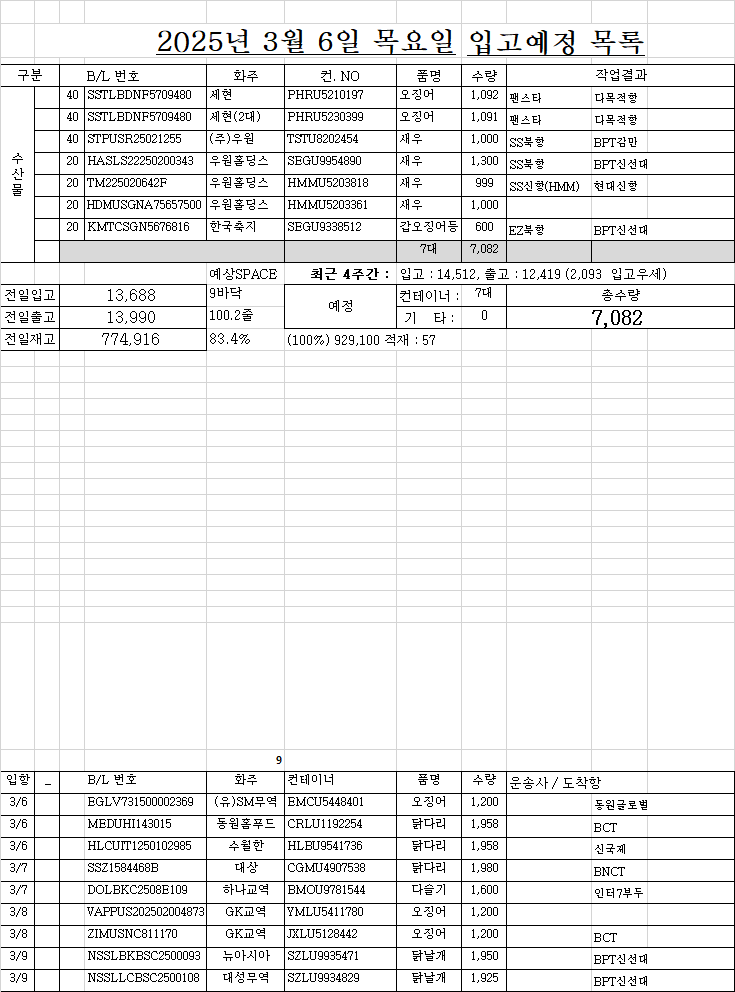 2025년 3월 6일 목요일 입고예정 목록
구분 B/L 번호 화주 컨. NO 품명 수량 작업결과
수산물
40 SSTLBDNF5709480 세현 PHRU5210197 오징어 1,092 팬스타 다목적항
40 SSTLBDNF5709480 세현(2대) PHRU5230399 오징어 1,091 팬스타 다목적항
40 STPUSR25021255 (주)우원 TSTU8202454 새우 1,000 SS북항 BPT감만
20 HASLS22250200343 우원홀딩스 SEGU9954890 새우 1,300 SS북항 BPT신선대
20 TM225020642F 우원홀딩스 HMMU5203818 새우 999 SS신항(HMM) 현대신항
20 HDMUSGNA75657500 우원홀딩스 HMMU5203361 새우 1,000
20 KMTCSGN5676816 한국축지 SEGU9338512 갑오징어등 600 EZ북항 BPT신선대
7대 7,082
예상SPACE 최근 4주간 : 입고 : 14,512, 출고 : 12,419 (2,093 입고우세)
전일입고 13,688 9바닥 예정 컨테이너 : 7대 총수량
전일출고 13,990 100.2줄 기 타 : 0 7,082
전일재고 774,916 83.4% (100%) 929,100 적재 : 57
9
입항 _ B/L 번호 화주 컨테이너 품명 수량 운송사 / 도착항
3/6 EGLV731500002369 (유)SM무역 EMCU5448401 오징어 1,200 동원글로벌
3/6 MEDUHI143015 동원홈푸드 CRLU1192254 닭다리 1,958 BCT
3/6 HLCUIT1250102985 수월한 HLBU9541736 닭다리 1,958 신국제
3/7 SSZ1584468B 대상 CGMU4907538 닭다리 1,980 BNCT
3/7 DOLBKC2508E109 하나교역 BMOU9781544 다슬기 1,600 인터7부두
3/8 VAPPUS202502004873 GK교역 YMLU5411780 오징어 1,200
3/8 ZIMUSNC811170 GK교역 JXLU5128442 오징어 1,200 BCT
3/9 NSSLBKBSC2500093 뉴아시아 SZLU9935471 닭날개 1,950 BPT신선대
3/9 NSSLLCBSC2500108 대성무역 SZLU9934829 닭날개 1,925 BPT신선대